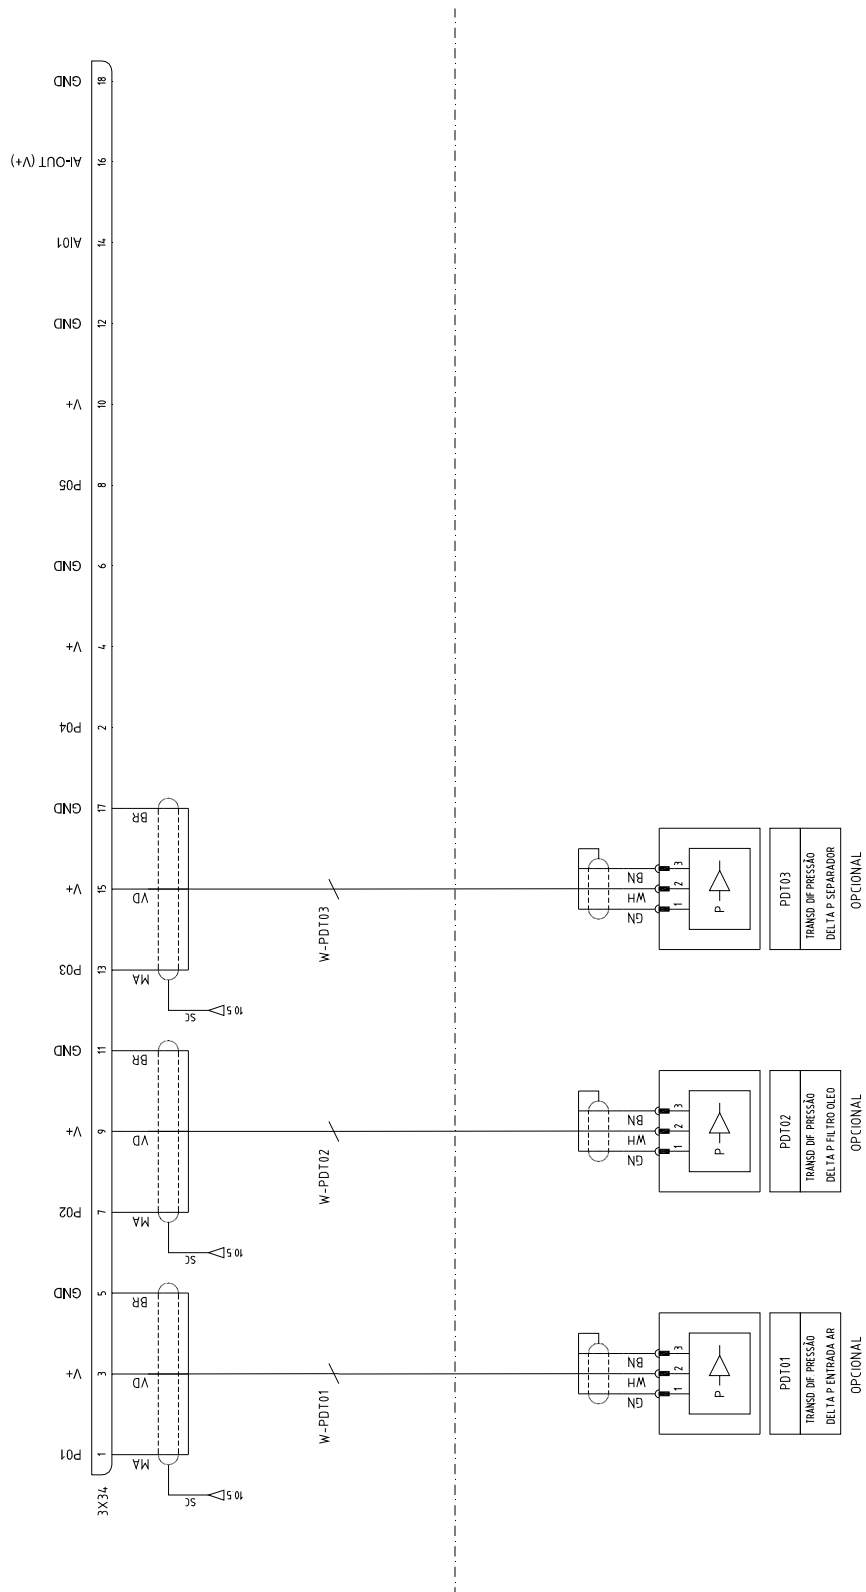 GND
18
AI-OUT (V+)
16
AI01
14
GND
12
V+
10
P05
8
GND
6
V+
4
P04
2
GND
17
BR
V+
15
VD
P03
13
MA
SC
10.5
W-PDT03
BN
WH
GN
3
2
1
P
PDT03
TRANSD DIF PRESSÃO
DELTA P SEPARADOR
OPCIONAL
GND
11
BR
V+
9
VD
P02
7
MA
SC
10.5
W-PDT02
BN
WH
GN
3
2
1
P
PDT02
TRANSD DIF PRESSÃO
DELTA P FILTRO OLEO
OPCIONAL
GND
5
BR
V+
3
VD
P01
1
MA
SC
10.5
W-PDT01
BN
WH
GN
3
2
1
P
PDT01
TRANSD DIF PRESSÃO
DELTA P ENTRADA AR
OPCIONAL
3X34